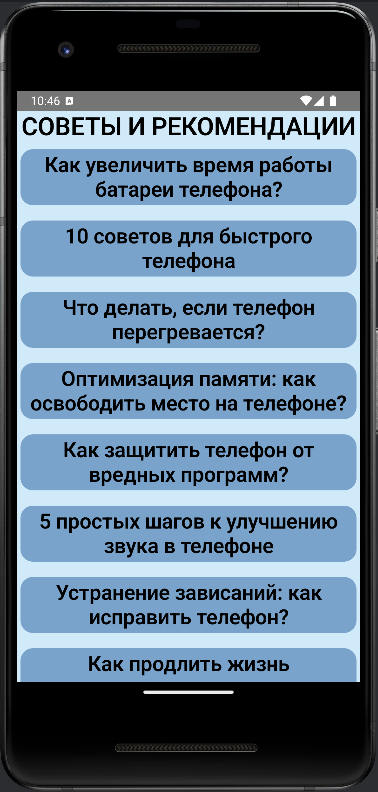 10:46
СОВЕТЫ И РЕКОМЕНДАЦИИ
Как увеличить время работы
батареи телефона?
10 советов для быстрого
телефона
Что делать, если телефон
перегревается?
Оптимизация памяти: как
освободить место на телефоне?
Как защитить телефон от
вредных программ?
5 простых шагов к улучшению
звука в телефоне
Устранение зависаний: как
исправить телефон?
Как продлить жизнь